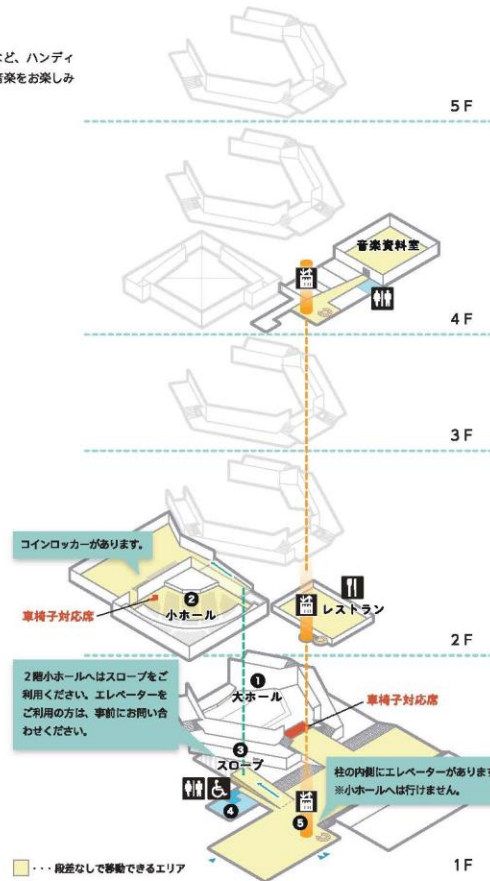 ど、ハンディ
音楽をお楽しみ
5F
音楽資料室
4F
3F
コインロッカーがあります。
2
小ホール
車椅子対応席
レストラン
2F
2階小ホールへはスロープをご
利用ください。エレベーターを
ご利用の方は、事前にお問い合
わせください。
1
大ホール
車椅子対応席
3
スロープ
柱の内側にエレベーターがあります
※小ホールへは行けません。
4
5
1F
・・・段差なしで移動できるエリア